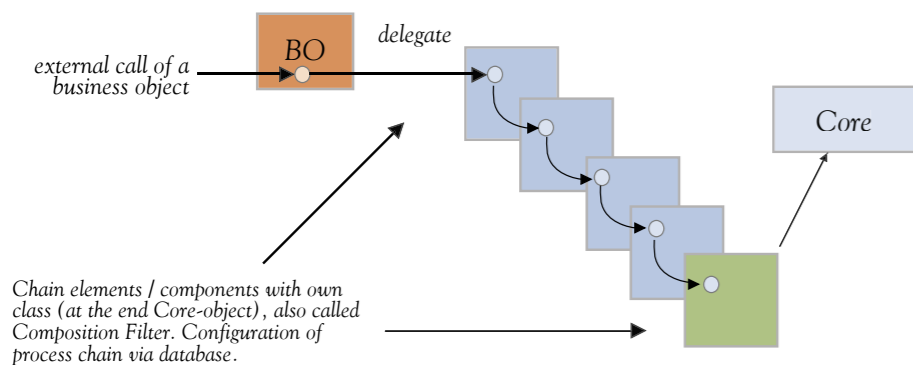 BO
delegate
external call of a
business object
Core
Chain elements / components with own
class (at the end Core-object), also called
Composition Filter. Configuration of
process chain via database.